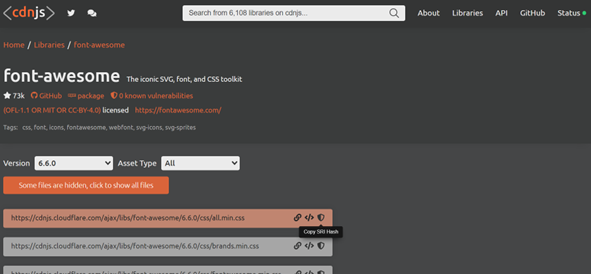 <cdnjs>
Search from 6,108 libraries on cdnjs...
About Libraries API GitHub Status
Home / Libraries / font-awesome
font-awesome The iconic SVG, font, and CSS toolkit
73k GitHub package 0 known vulnerabilities
(OFL-1.1 OR MIT OR CC-BY-4.0) licensed https://fontawesome.com/
Tags: css, font, icons, fontawesome, webfont, svg-icons, svg-sprites
Version 6.6.0 Asset Type All
Some files are hidden, click to show all files
https://cdnjs.cloudflare.com/ajax/libs/font-awesome/6.6.0/css/all.min.css
Copy SRI Hash
https://cdnjs.cloudflare.com/ajax/libs/font-awesome/6.6.0/css/brands.min.css